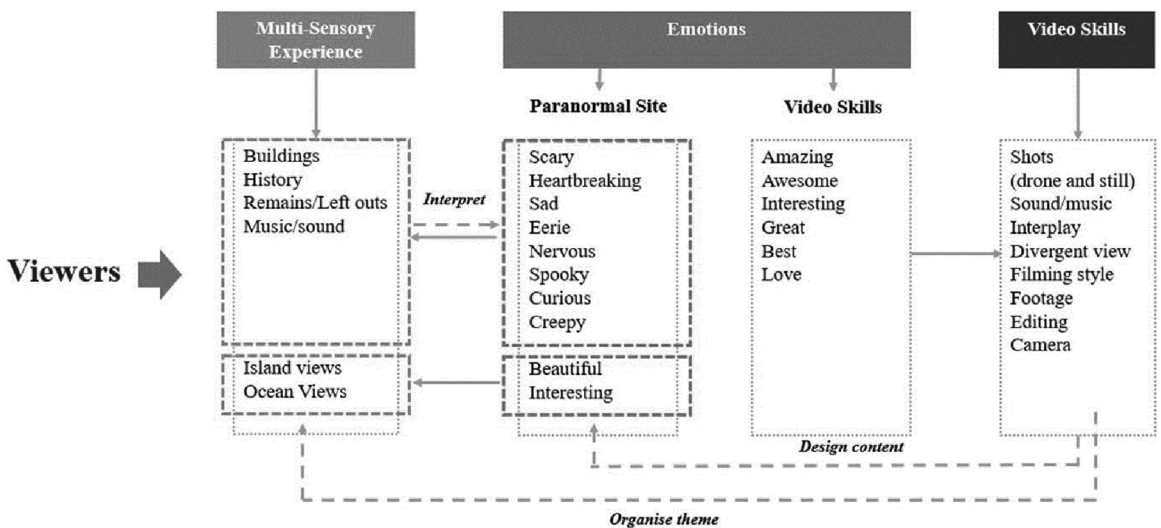 Multi-Sensory
Experience
Emotions
Video Skills
Paranormal Site
Video Skills
Viewers
Buildings
History
Remains/Left outs
Music/sound
Island views
Ocean Views
Interpret
Scary
Heartbreaking
Sad
Eerie
Nervous
Spooky
Curious
Creepy
Beautiful
Interesting
Amazing
Awesome
Interesting
Great
Best
Love
Shots
(drone and still)
Sound/music
Interplay
Divergent view
Filming style
Footage
Editing
Camera
Design content
Organise theme